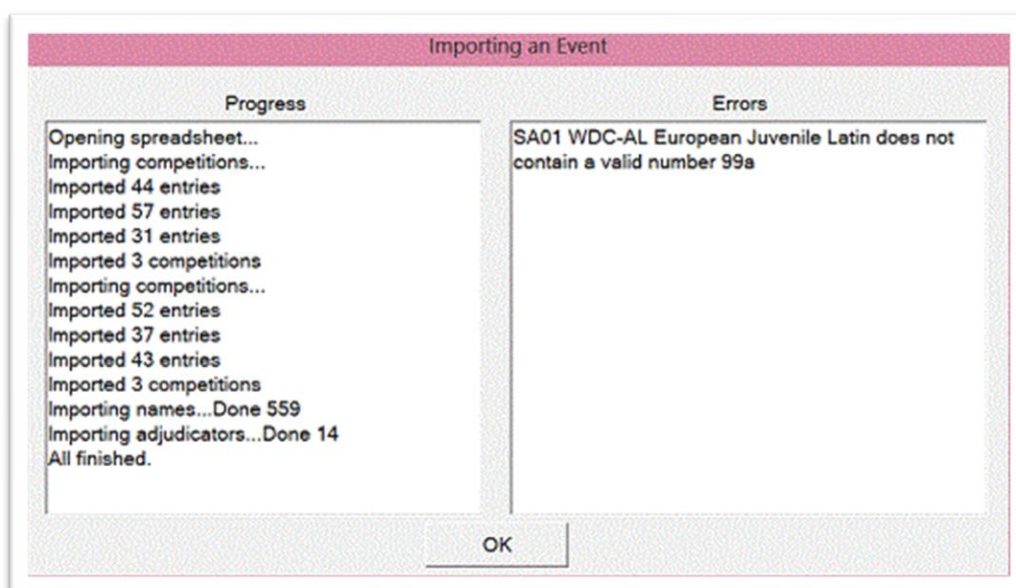 Importing an Event
Progress
Opening spreadsheet...
Importing competitions...
Imported 44 entries
Imported 57 entries
Imported 31 entries
Imported 3 competitions
Importing competitions...
Imported 52 entries
Imported 37 entries
Imported 43 entries
Imported 3 competitions
Importing names...Done 559
Importing adjudicators...Done 14
All finished.
Errors
SA01 WDC-AL European Juvenile Latin does not
contain a valid number 99a
OK